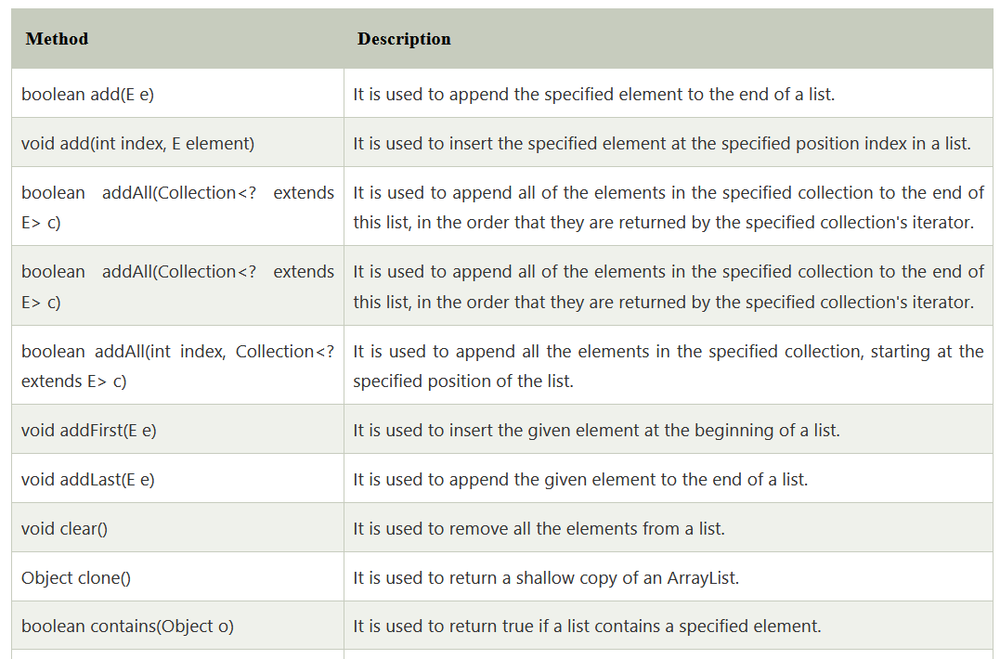 Method Description
boolean add(E e) It is used to append the specified element to the end of a list.
void add(int index, E element) It is used to insert the specified element at the specified position index in a list.
boolean addAll(Collection<? extends It is used to append all of the elements in the specified collection to the end of
E> c) this list, in the order that they are returned by the specified collection's iterator.
boolean addAll(Collection<? extends It is used to append all of the elements in the specified collection to the end of
E> c) this list, in the order that they are returned by the specified collection's iterator.
boolean addAll(int index, Collection<? It is used to append all the elements in the specified collection, starting at the
extends E> c) specified position of the list.
void addFirst(E e) It is used to insert the given element at the beginning of a list.
void addLast(E e) It is used to append the given element to the end of a list.
void clear() It is used to remove all the elements from a list.
Object clone() It is used to return a shallow copy of an ArrayList.
boolean contains(Object o) It is used to return true if a list contains a specified element.